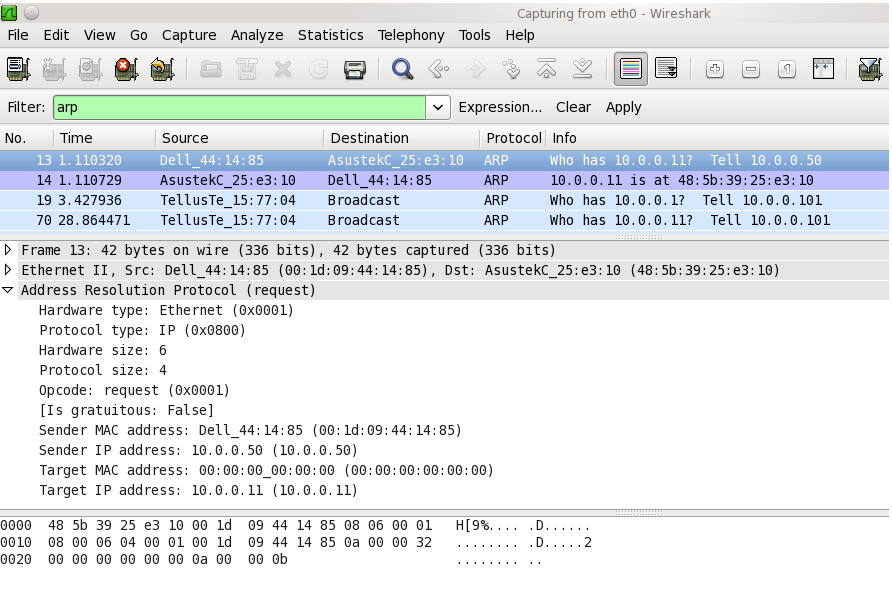 Capturing from eth0 - Wireshark
File Edit View Go Capture Analyze Statistics Telephony Tools Help
Filter: arp Expression... Clear Apply
No. Time Source Destination Protocol Info
13 1.110320 Dell_44:14:85 AsustekC_25:e3:10 ARP Who has 10.0.0.11? Tell 10.0.0.50
14 1.110729 AsustekC_25:e3:10 Dell_44:14:85 ARP 10.0.0.11 is at 48:5b:39:25:e3:10
19 3.427936 TellusTe_15:77:04 Broadcast ARP Who has 10.0.0.1? Tell 10.0.0.101
70 28.864471 TellusTe_15:77:04 Broadcast ARP Who has 10.0.0.11? Tell 10.0.0.101
Frame 13: 42 bytes on wire (336 bits), 42 bytes captured (336 bits)
Ethernet II, Src: Dell_44:14:85 (00:1d:09:44:14:85), Dst: AsustekC_25:e3:10 (48:5b:39:25:e3:10)
Address Resolution Protocol (request)
Hardware type: Ethernet (0x0001)
Protocol type: IP (0x0800)
Hardware size: 6
Protocol size: 4
Opcode: request (0x0001)
[Is gratuitous: False]
Sender MAC address: Dell_44:14:85 (00:1d:09:44:14:85)
Sender IP address: 10.0.0.50 (10.0.0.50)
Target MAC address: 00:00:00_00:00:00 (00:00:00:00:00:00)
Target IP address: 10.0.0.11 (10.0.0.11)
0000 48 5b 39 25 e3 10 00 1d 09 44 14 85 08 06 00 01 H[9%.... .D......
0010 08 00 06 04 00 01 00 1d 09 44 14 85 0a 00 00 32 ........ .D.....2
0020 00 00 00 00 00 00 0a 00 00 0b ........ ..